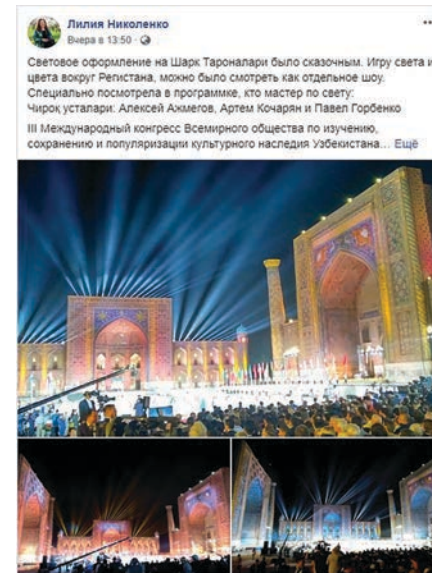 Лилия Николенко
Вчера в 13:50 ·
Световое оформление на Шарк Тароналари было сказочным. Игру света и
цвета вокруг Регистана, можно было смотреть как отдельное шоу.
Специально посмотрела в программке, кто мастер по свету:
Чироқ усталари: Алексей Ажмегов, Артем Кочарян и Павел Горбенко
III Международный конгресс Всемирного общества по изучению,
сохранению и популяризации культурного наследия Узбекистана... Ещё